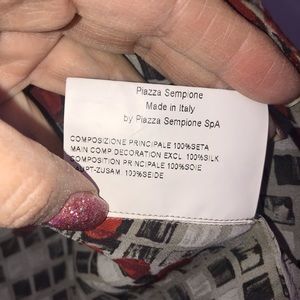 Piazza Sempione
Made in Italy
by Piazza Sempione SpA
COMPOSIZIONE PRINCIPALE 100%SETA
MAIN COMP.DECORATION EXCL. 100%SILK
COMPOSITION PRINCIPALE 100%SOIE
HAUPT-ZUSAM. 100%SEIDE